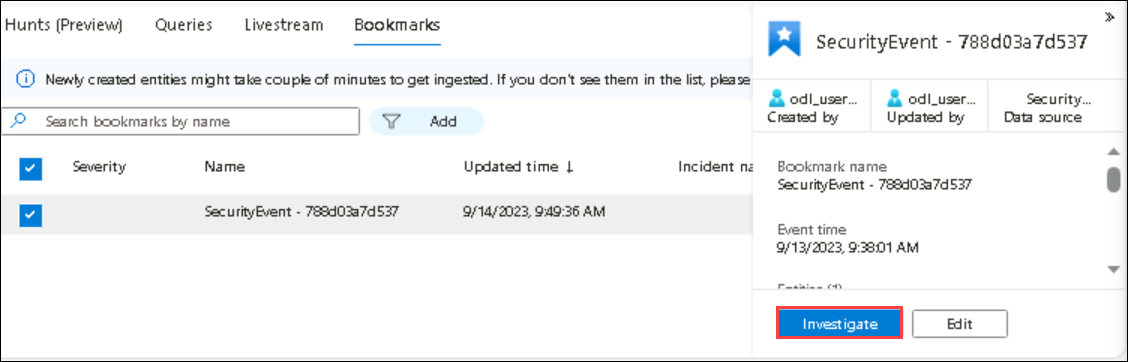 Hunts (Preview) Queries Livestream Bookmarks
Newly created entities might take couple of minutes to get ingested. If you don't see them in the list, please
Search bookmarks by name Add
Severity Name Updated time ↓ Incident na
SecurityEvent - 788d03a7d537 9/14/2023, 9:49:36 AM
»
SecurityEvent - 788d03a7d537
odl_user... odl_user... Security...
Created by Updated by Data source
Bookmark name
SecurityEvent - 788d03a7d537
Event time
9/13/2023, 9:38:01 AM
Entities (1)
Investigate Edit